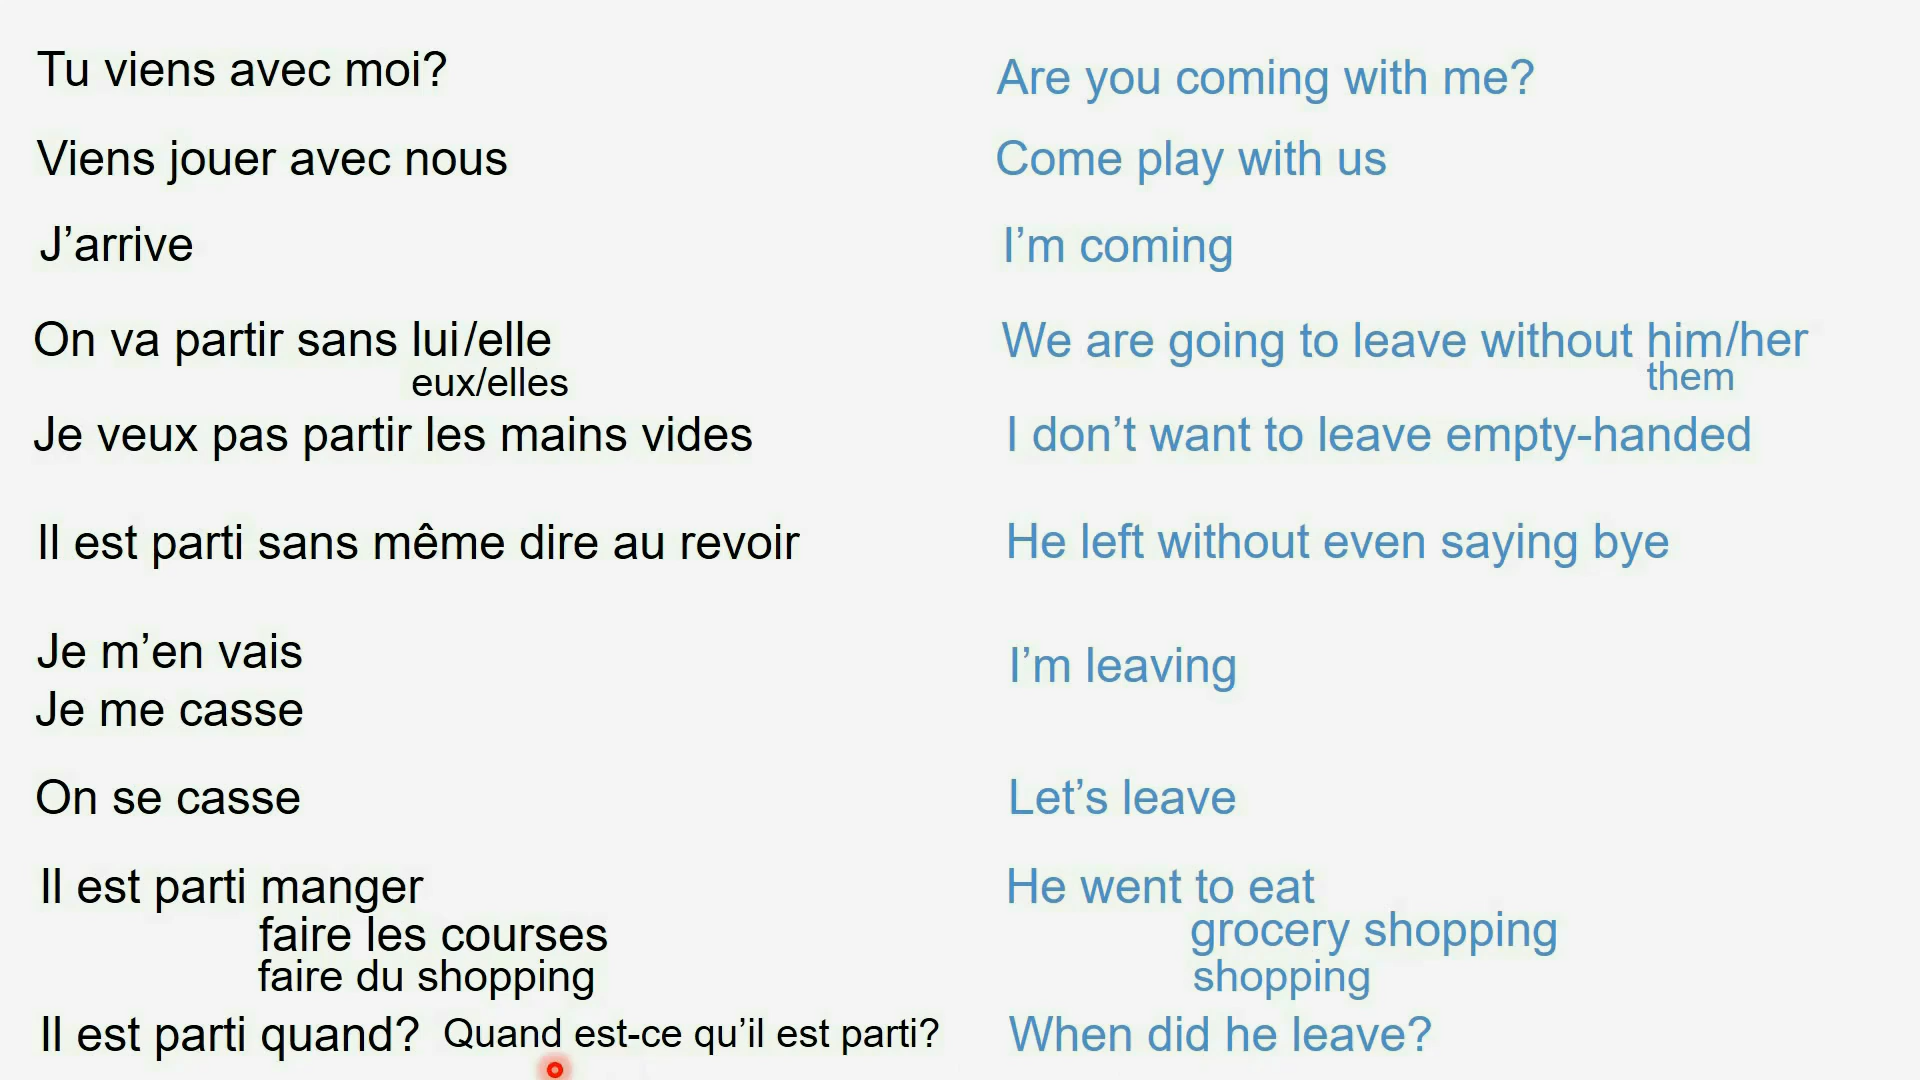 Tu viens avec moi? Are you coming with me?
Viens jouer avec nous Come play with us
J’arrive I’m coming
On va partir sans lui/elle We are going to leave without him/her
eux/elles them
Je veux pas partir les mains vides I don’t want to leave empty-handed
Il est parti sans même dire au revoir He left without even saying bye
Je m’en vais I’m leaving
Je me casse
On se casse Let’s leave
Il est parti manger He went to eat
faire les courses grocery shopping
faire du shopping shopping
Il est parti quand? Quand est-ce qu’il est parti? When did he leave?